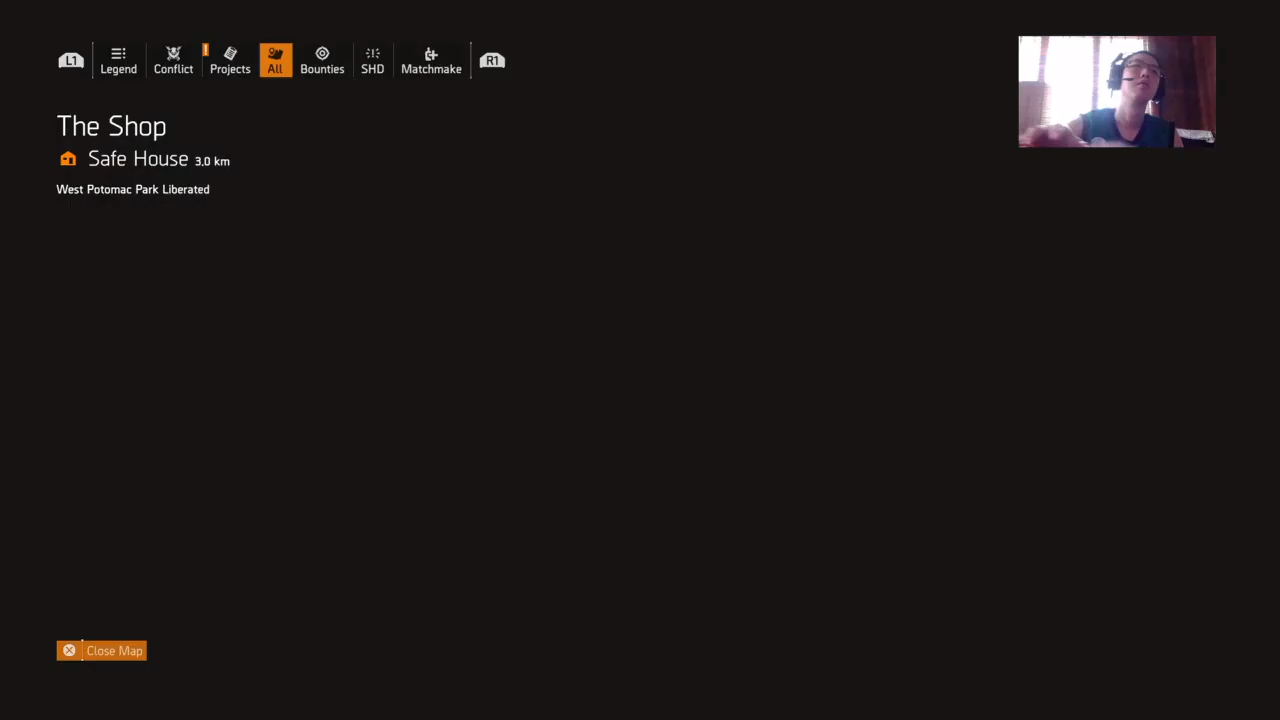 L1 Legend Conflict Projects All Bounties SHD Matchmake R1
The Shop
Safe House 3.0 km
West Potomac Park Liberated
Close Map